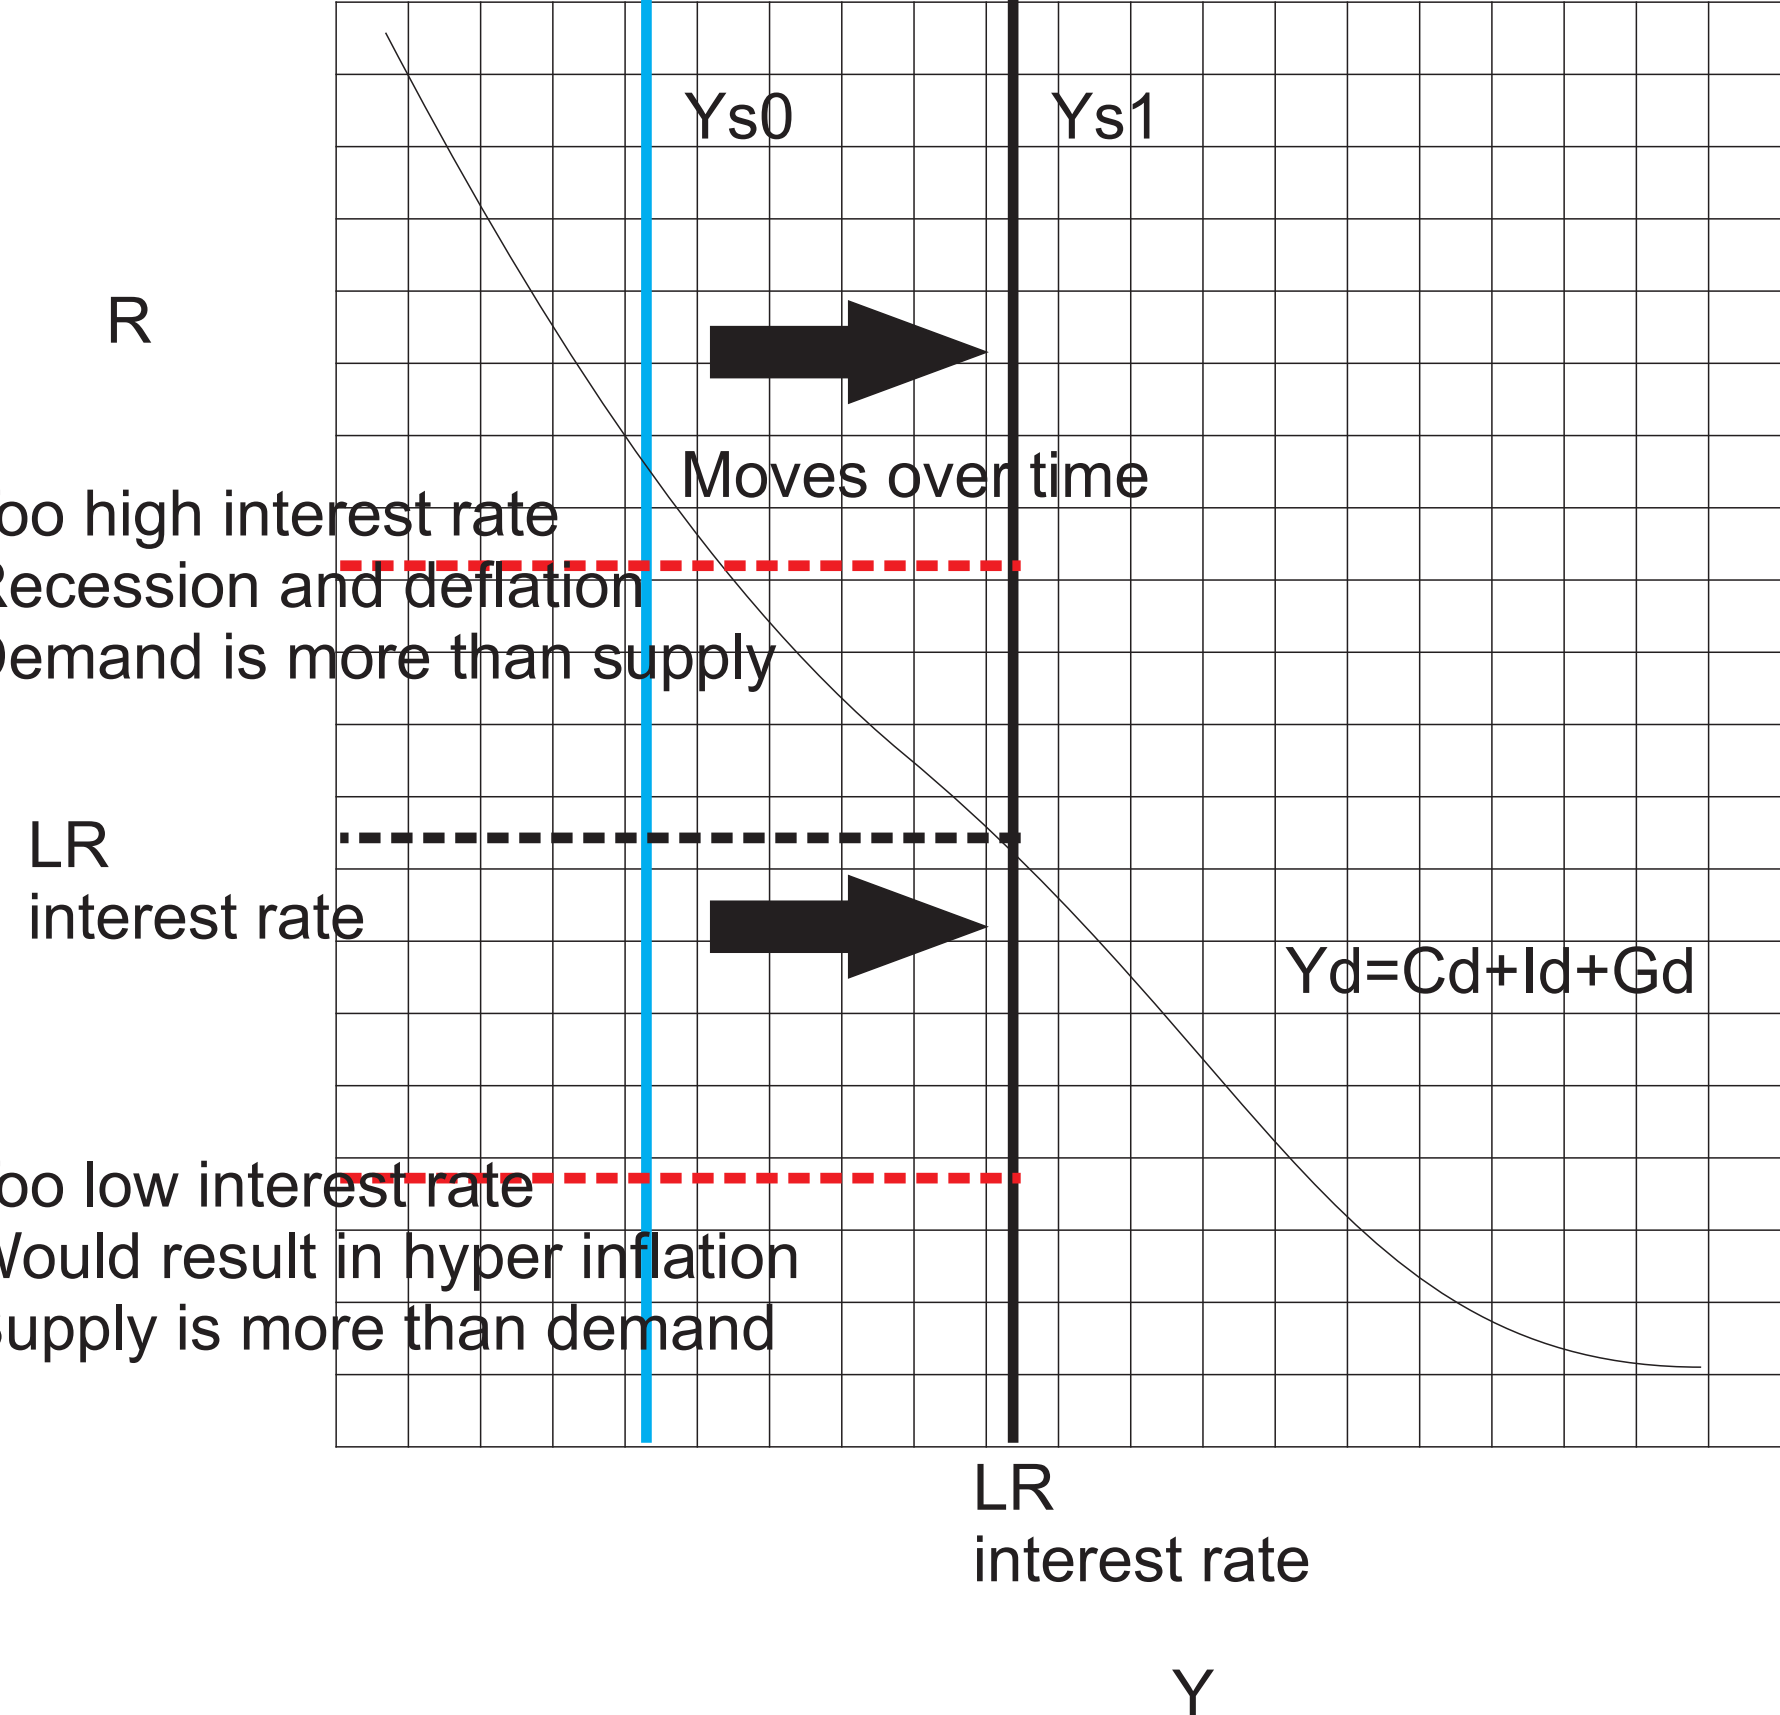 Ys0
Ys1
R
Moves over time
oo high interest rate
Recession and deflation
Demand is more than supply
LR
interest rate
Yd=Cd+Id+Gd
oo low interest rate
Would result in hyper inflation
Supply is more than demand
LR
interest rate
Y